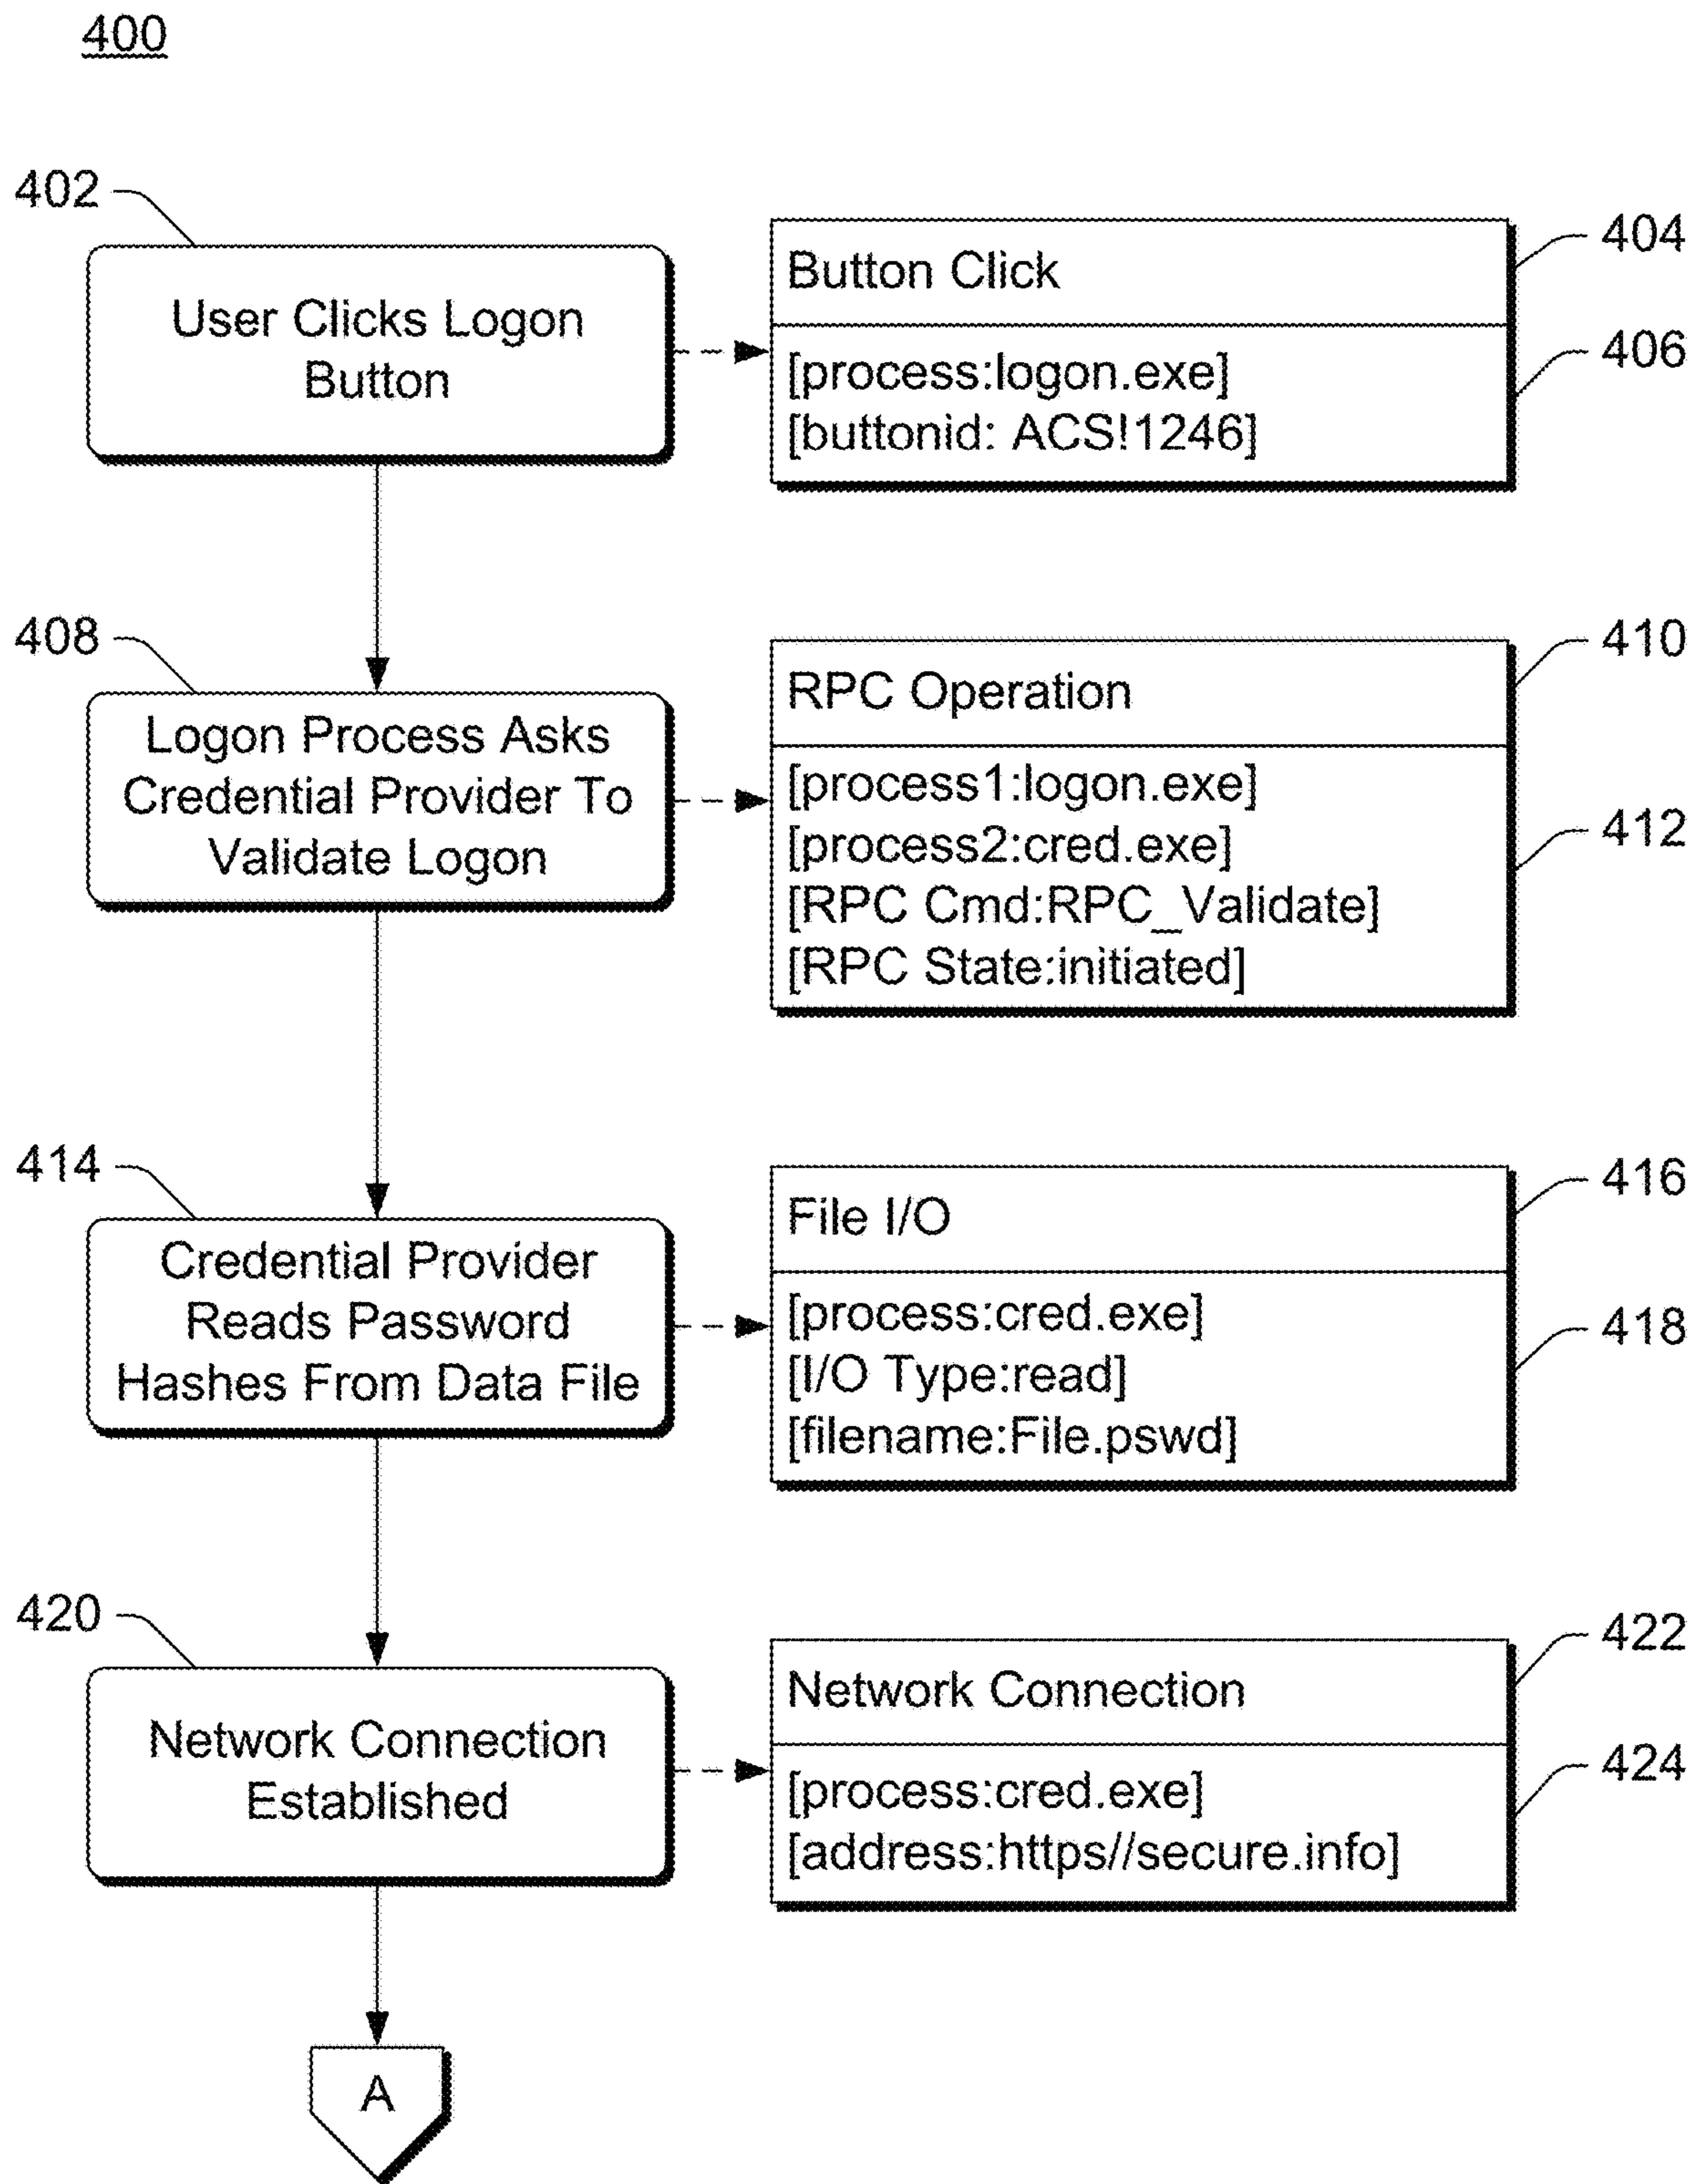 400
402
User Clicks Logon
Button
404
Button Click
406
[process:logon.exe]
[buttonid: ACS!1246]
408
Logon Process Asks
Credential Provider To
Validate Logon
410
RPC Operation
412
[process1:logon.exe]
[process2:cred.exe]
[RPC Cmd:RPC_Validate]
[RPC State:initiated]
414
Credential Provider
Reads Password
Hashes From Data File
416
File I/O
418
[process:cred.exe]
[I/O Type:read]
[filename:File.pswd]
420
Network Connection
Established
422
Network Connection
424
[process:cred.exe]
[address:https//secure.info]
A